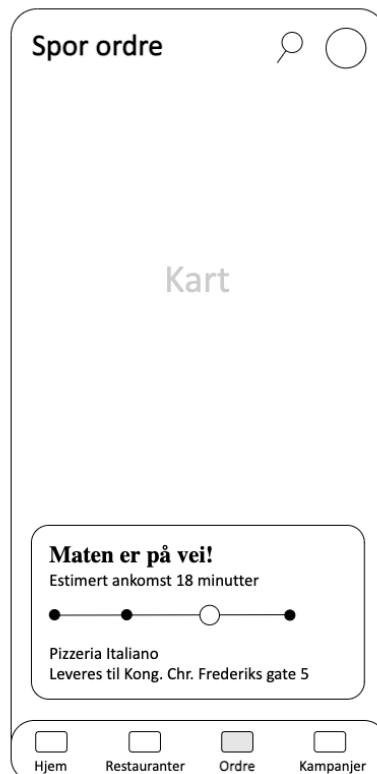 Spor ordre
Kart
Maten er på vei!
Estimert ankomst 18 minutter
Pizzeria Italiano
Leveres til Kong. Chr. Frederiks gate 5
Hjem Restauranter Ordre Kampanjer